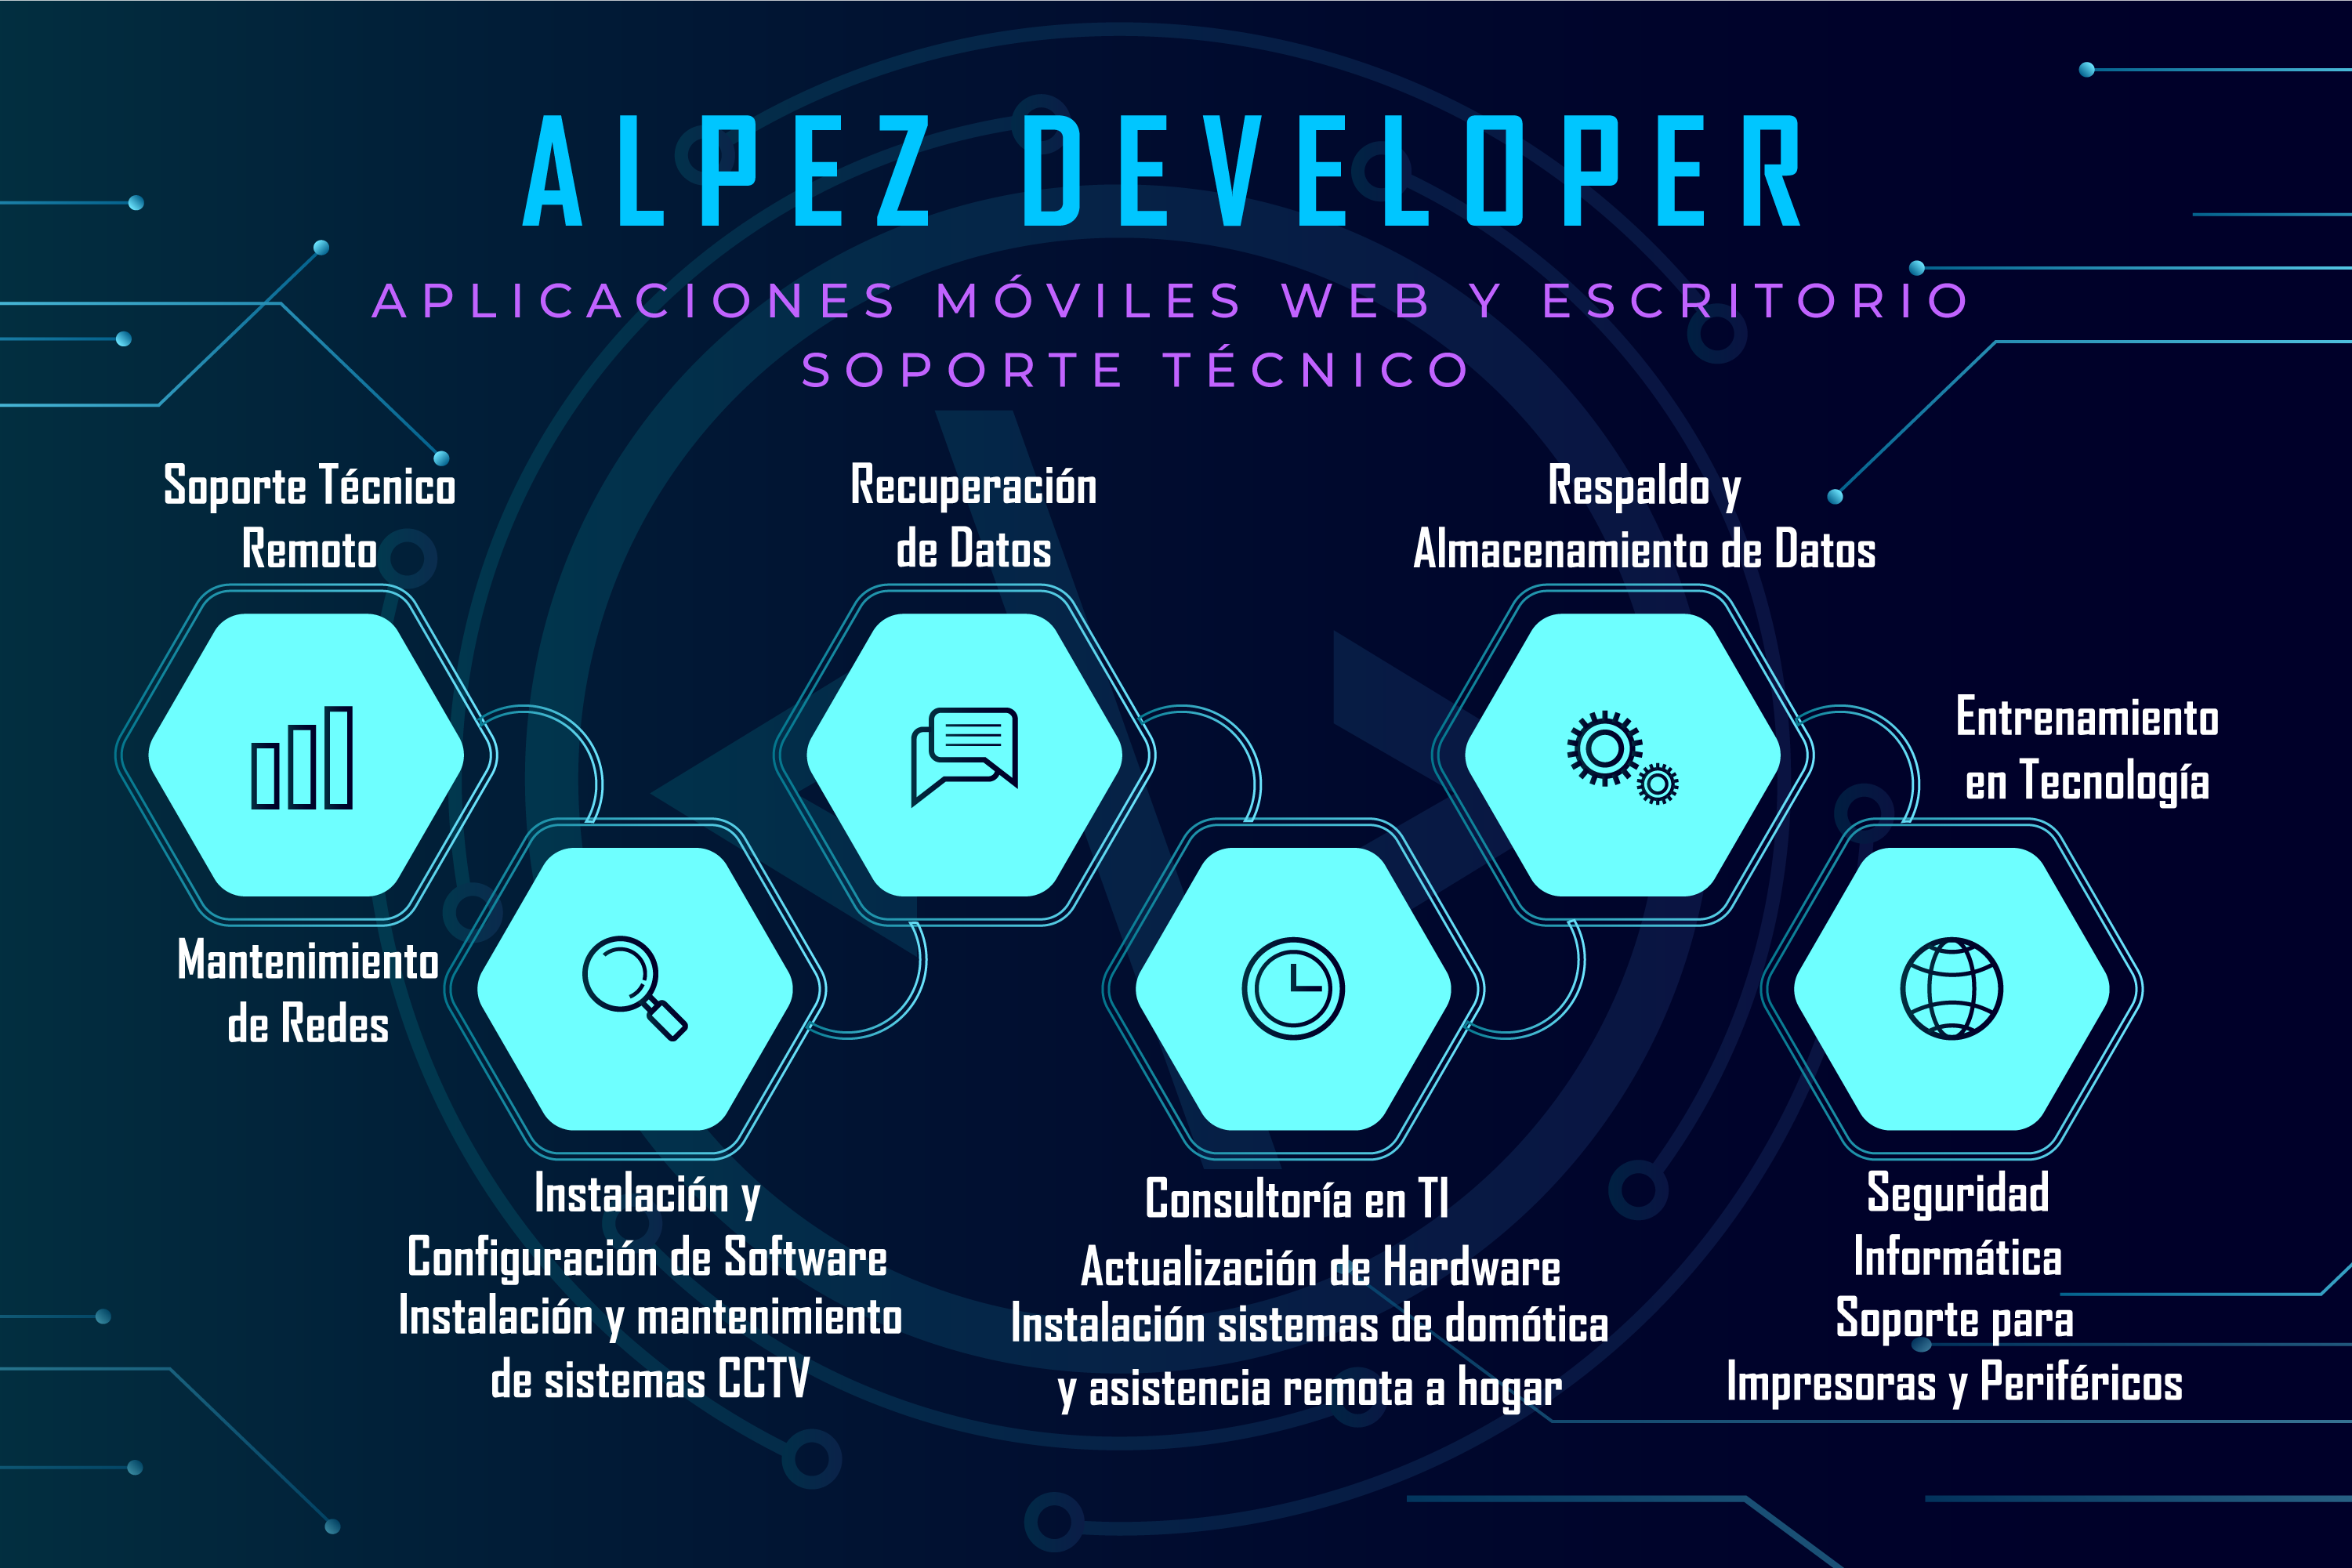 ALPEZ DEVELOPER
APLICACIONES MÓVILES WEB Y ESCRITORIO
SOPORTE TÉCNICO
Soporte Técnico
Remoto
Mantenimiento
de Redes
Instalación y
Configuración de Software
Instalación y mantenimiento
de sistemas CCTV
Recuperación
de Datos
Consultoría en TI
Actualización de Hardware
Instalación sistemas de domótica
y asistencia remota a hogar
Respaldo y
Almacenamiento de Datos
Entrenamiento
en Tecnología
Seguridad
Informática
Soporte para
Impresoras y Periféricos